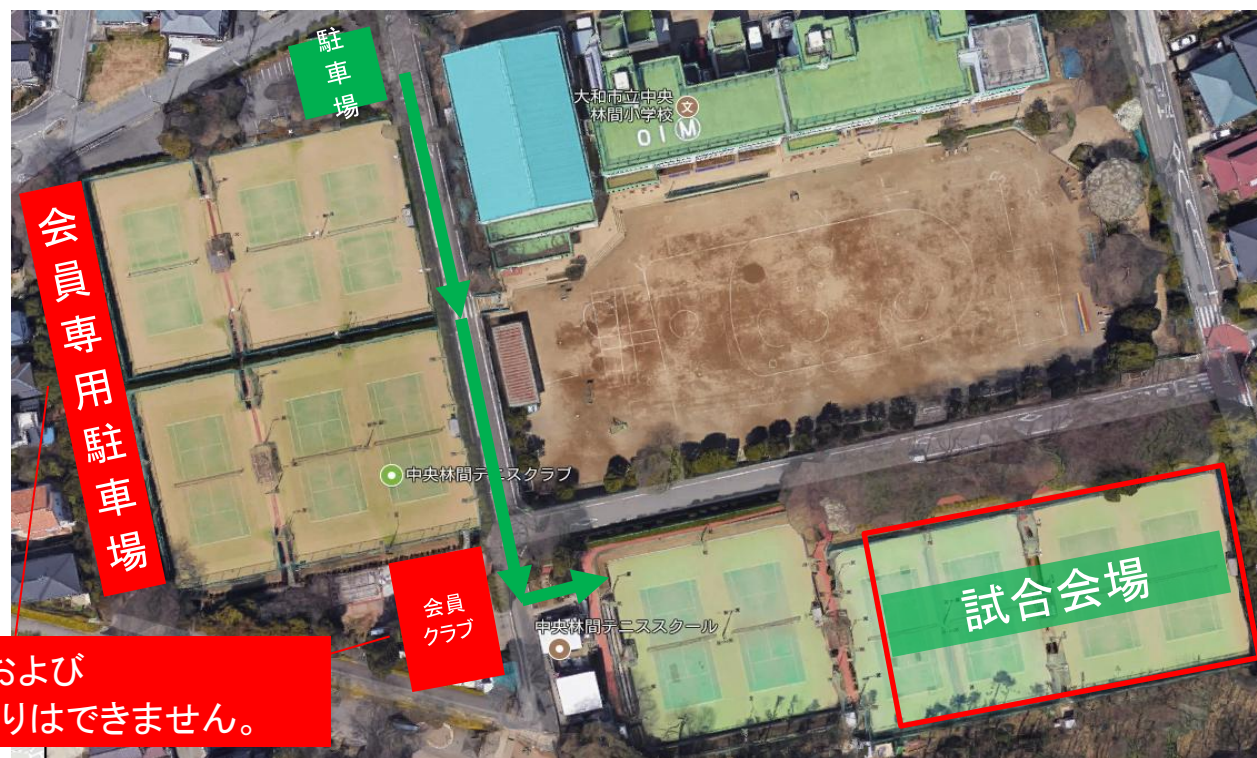 駐車場
大和市立中央
林間小学校
文
M10
会員専用駐車場
中央林間テニスクラブ
試合会場
会員
クラブ
中央林間テニススクール
および
りはできません。